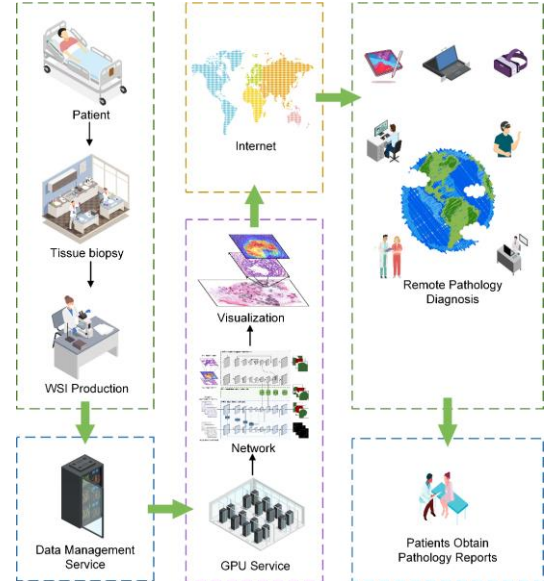 Patient
Tissue biopsy
WSI Production
Data Management
Service
GPU Service
Network
Visualization
Internet
Remote Pathology
Diagnosis
Patients Obtain
Pathology Reports